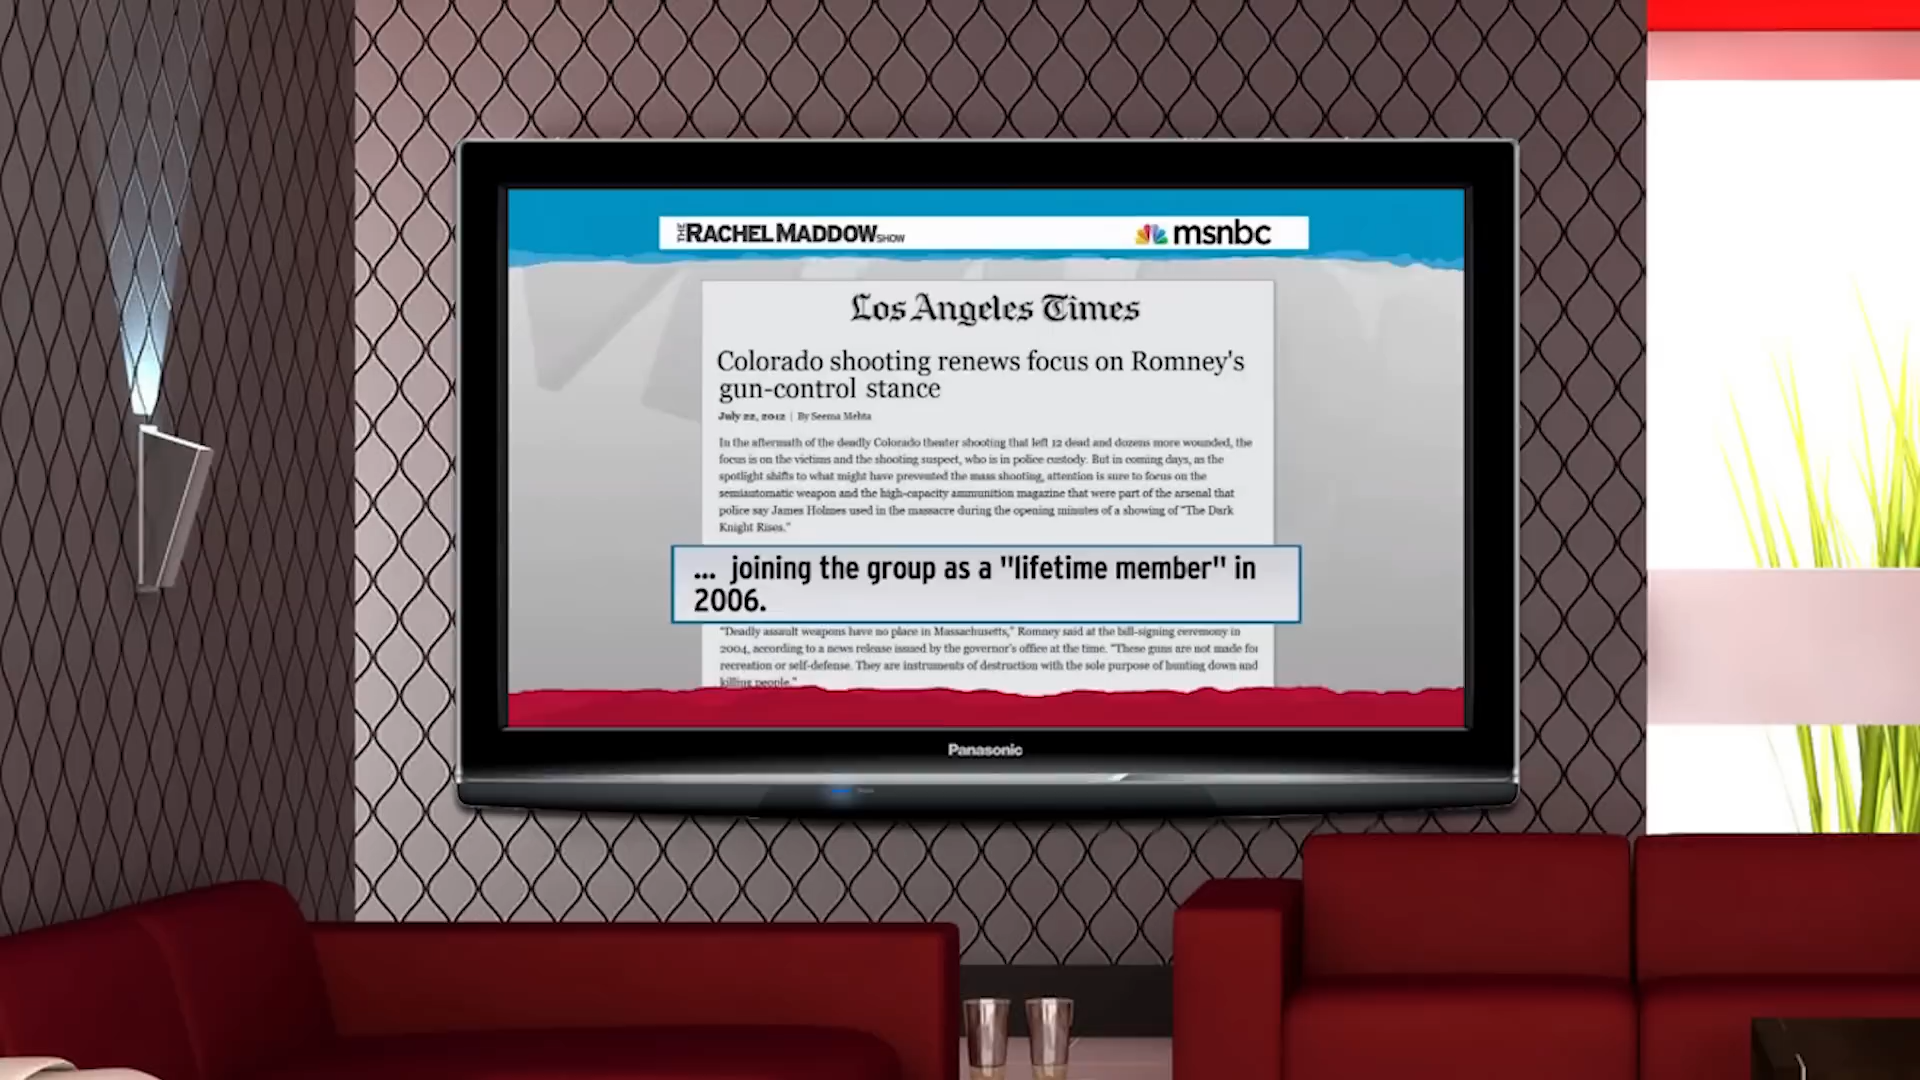 THE RACHEL MADDOW SHOW
msnbc
Los Angeles Times
Colorado shooting renews focus on Romney's
gun-control stance
July 22, 2012 | By Seema Mehta
In the aftermath of the deadly Colorado theater shooting that left 12 dead and dozens more wounded, the
focus is on the victims and the shooting suspect, who is in police custody. But in coming days, as the
spotlight shifts to what might have prevented the mass shooting, attention is sure to focus on the
semiautomatic weapon and the high-capacity ammunition magazine that were part of the arsenal that
police say James Holmes used in the massacre during the opening minutes of a showing of "The Dark
Knight Rises."
... joining the group as a "lifetime member" in
2006.
"Deadly assault weapons have no place in Massachusetts," Romney said at the bill-signing ceremony in
2004, according to a news release issued by the governor's office at the time. "These guns are not made for
recreation or self-defense. They are instruments of destruction with the sole purpose of hunting down and
killing people."
Panasonic